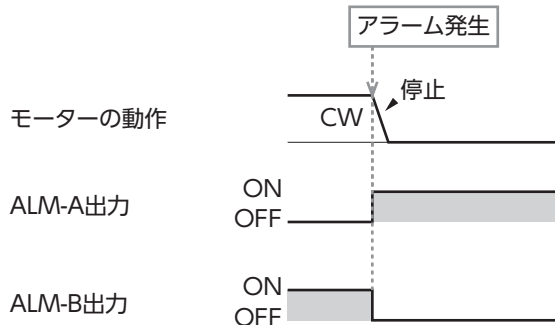 アラーム発生
停止
モーターの動作
CW
ON
ALM-A出力
OFF
ON
ALM-B出力
OFF